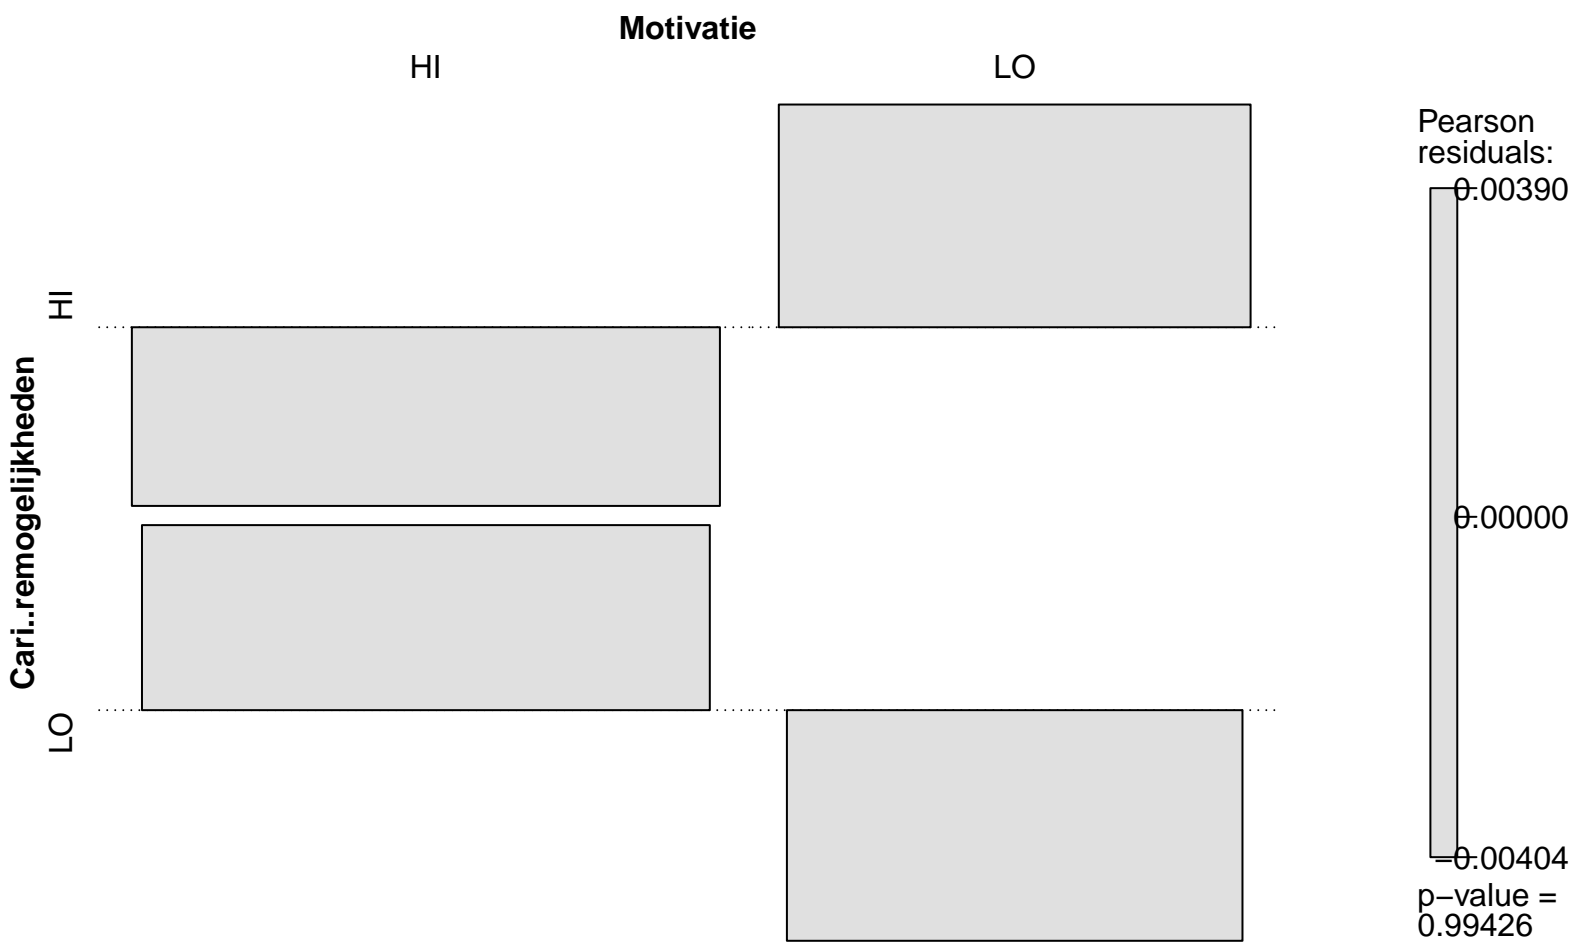 Motivatie
HI LO
Cari..remogelijkheden
HI
LO
Pearson
residuals:
0.00390
0.00000
−0.00404
p−value =
0.99426